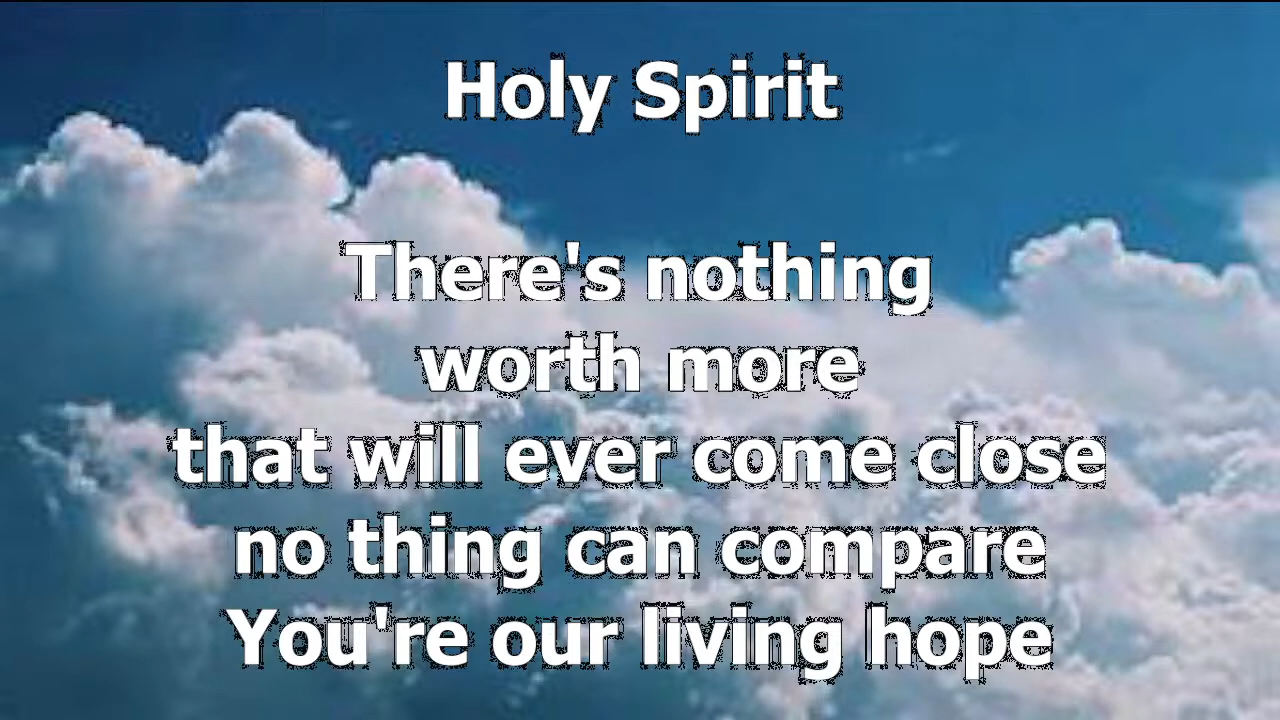 Holy Spirit
There's nothing
worth more
that will ever come close
no thing can compare
You're our living hope